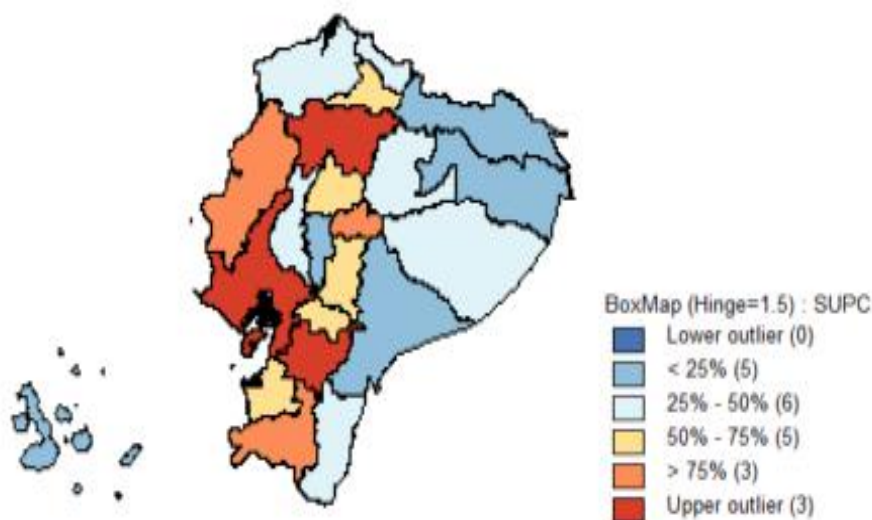 BoxMap (Hinge=1.5) : SUPC
Lower outlier (0)
< 25% (5)
25% - 50% (6)
50% - 75% (5)
> 75% (3)
Upper outlier (3)